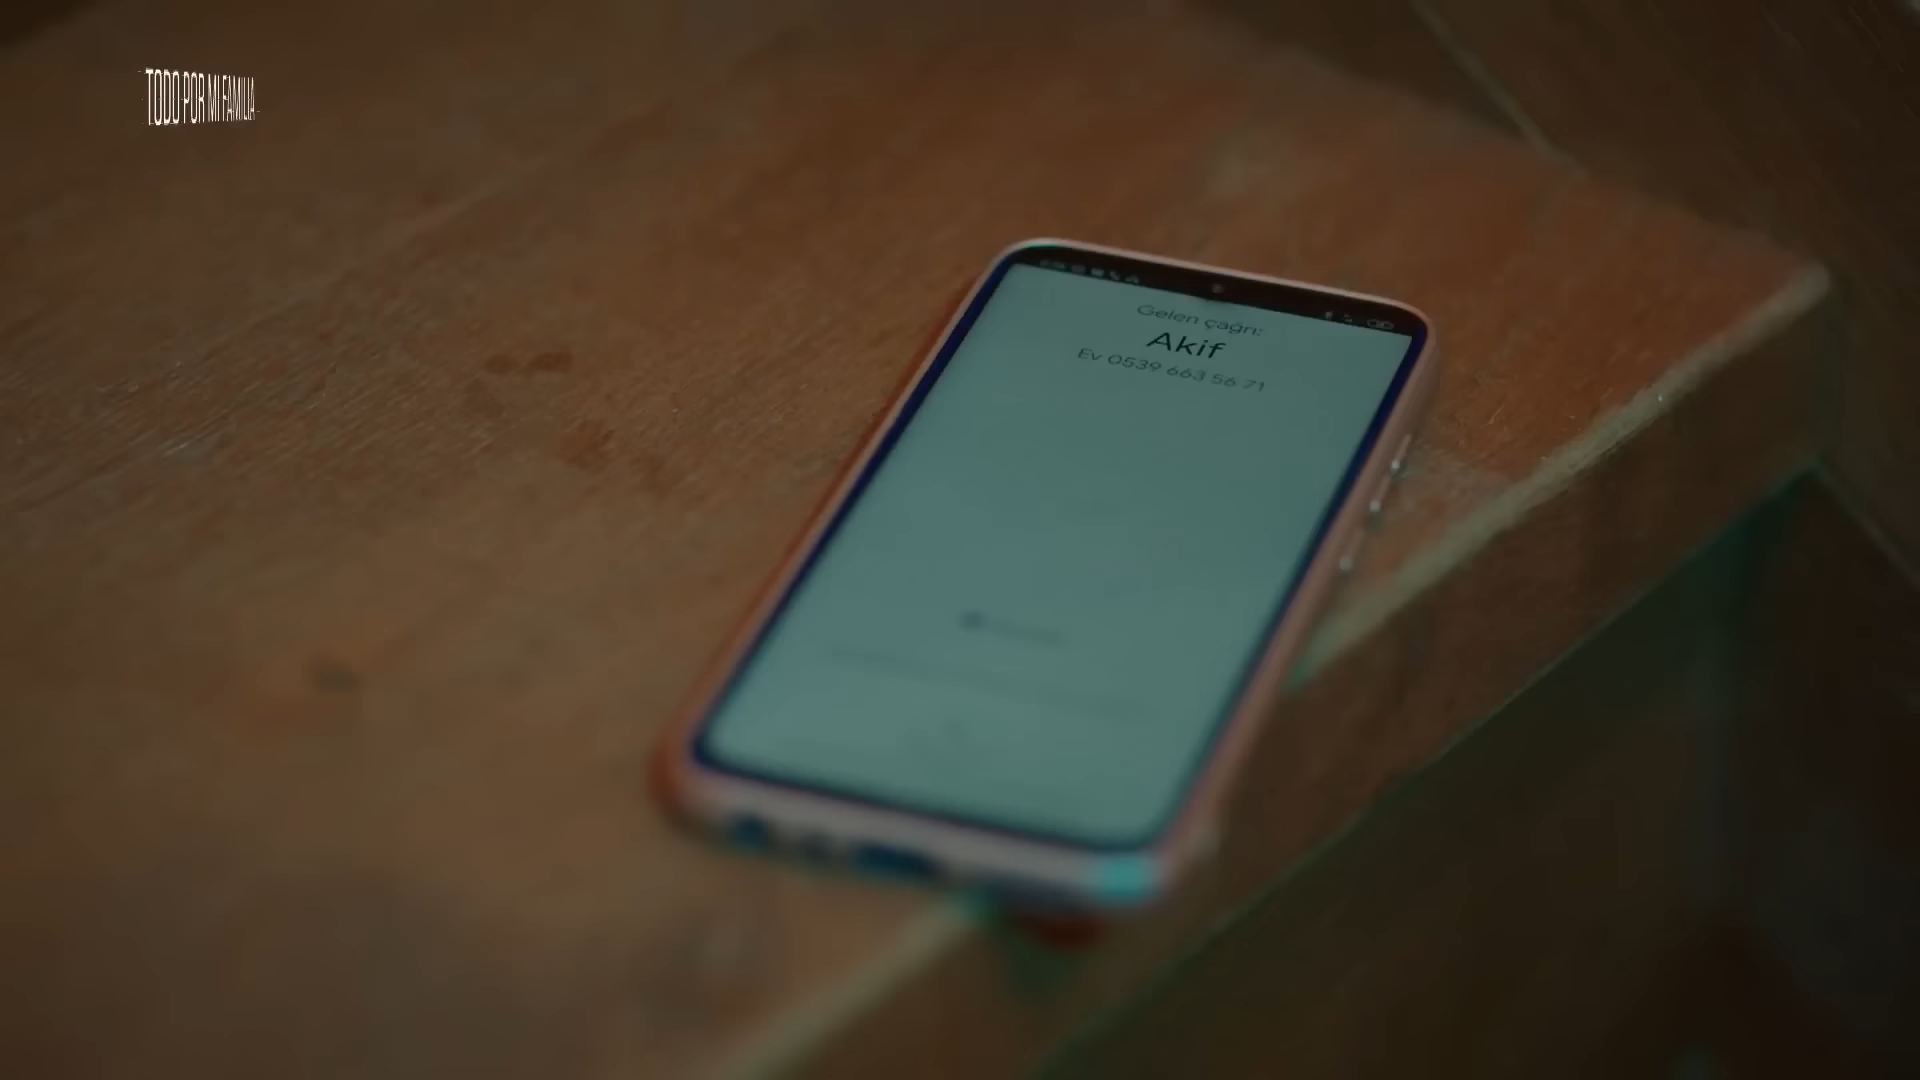 TODO POR MI FAMILIA
Gelen çağrı:
Akif
Ev 0539 663 56 71